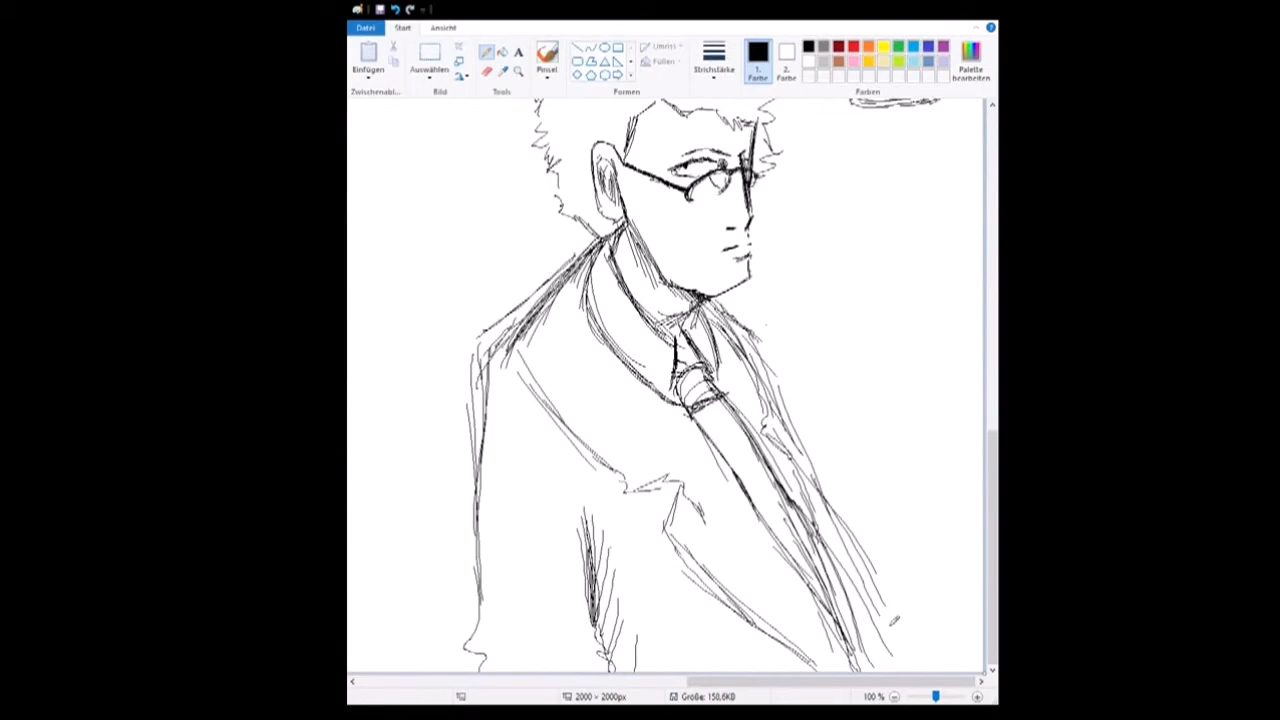 Datei Start Ansicht
Umriss
Füllen
Einfügen Auswählen Pinsel Strichstärke 1. Farbe 2. Farbe Palette bearbeiten
Zwischenabl... Bild Tools Formen Farben
2000 × 2000px Größe: 158,6KB 100 %